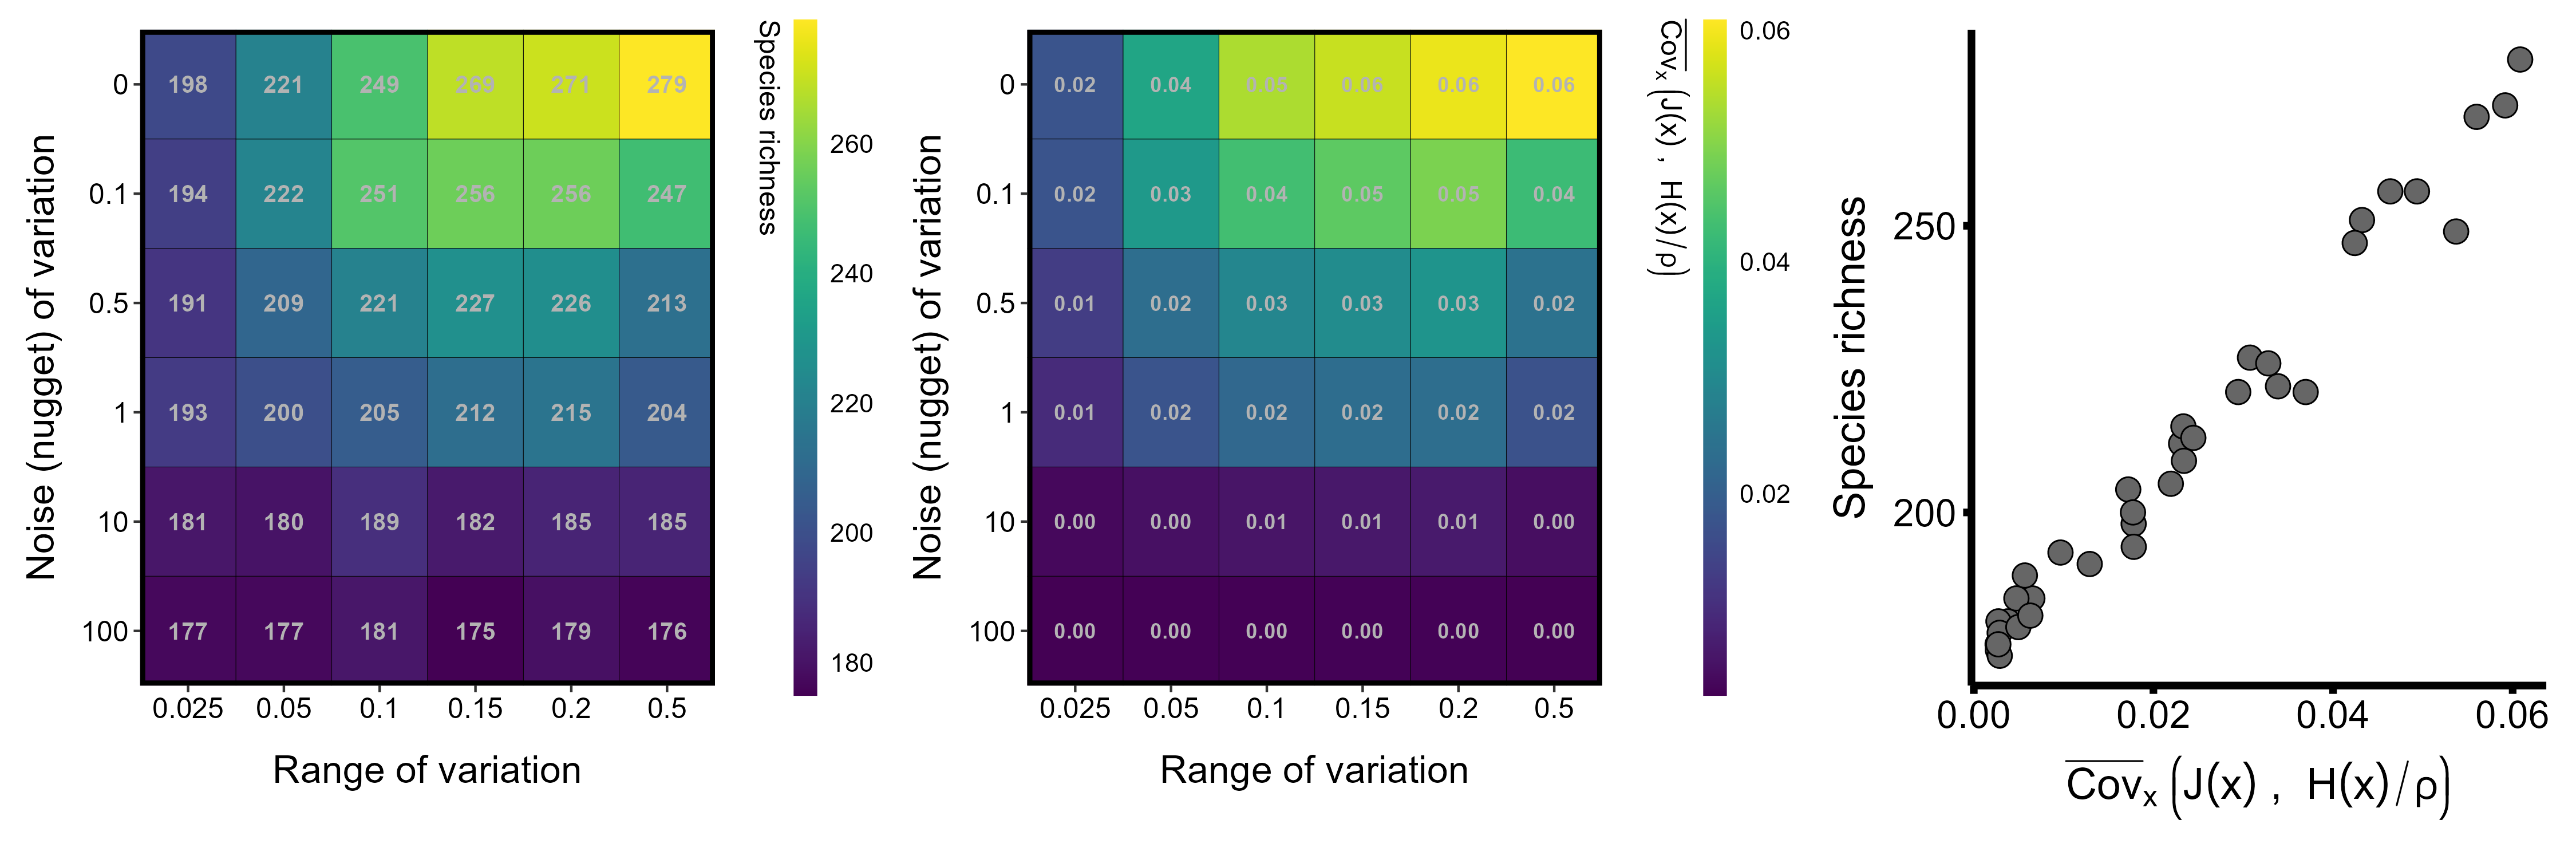 Noise (nugget) of variation
0 198 221 249 269 271 279
0.1 194 222 251 256 256 247
0.5 191 209 221 227 226 213
1 193 200 205 212 215 204
10 181 180 189 182 185 185
100 177 177 181 175 179 176
0.025 0.05 0.1 0.15 0.2 0.5
Range of variation
Species richness
260
240
220
200
180
Noise (nugget) of variation
0 0.02 0.04 0.05 0.06 0.06 0.06
0.1 0.02 0.03 0.04 0.05 0.05 0.04
0.5 0.01 0.02 0.03 0.03 0.03 0.02
1 0.01 0.02 0.02 0.02 0.02 0.02
10 0.00 0.00 0.01 0.01 0.01 0.00
100 0.00 0.00 0.00 0.00 0.00 0.00
0.025 0.05 0.1 0.15 0.2 0.5
Range of variation
Covₓ (J(x) , H(x)/ρ)
0.06
0.04
0.02
Species richness
250
200
0.00 0.02 0.04 0.06
Covₓ (J(x) , H(x)/ρ)